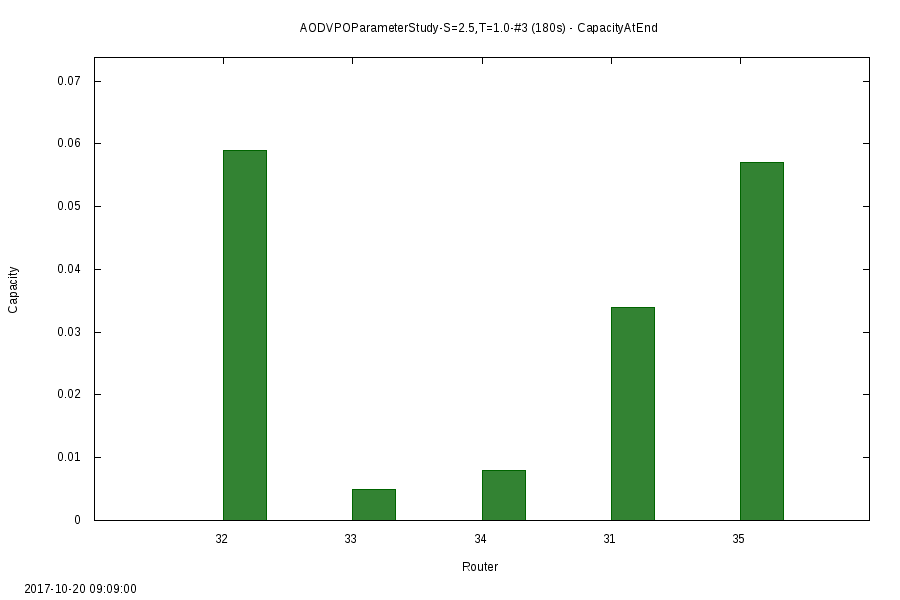 AODVPOParameterStudy-S=2.5,T=1.0-#3 (180s) - CapacityAtEnd
0.07
0.06
0.05
0.04
0.03
0.02
0.01
0
Capacity
32 33 34 31 35
Router
2017-10-20 09:09:00